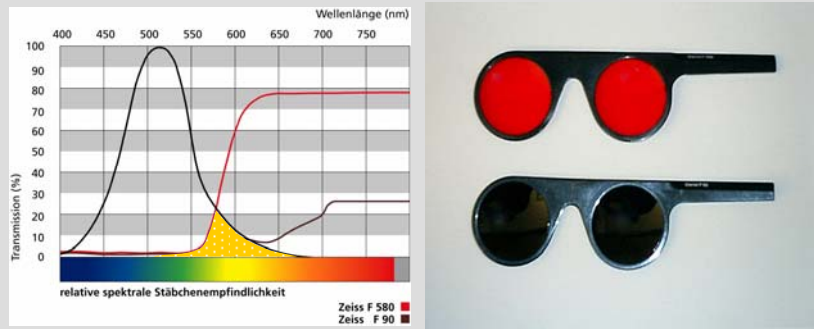 Wellenlänge (nm)
400 450 500 550 600 650 700 750
100
90
80
70
60
50
40
30
20
10
0
Transmission (%)
relative spektrale Stäbchenempfindlichkeit
Zeiss F 580
Zeiss F 90